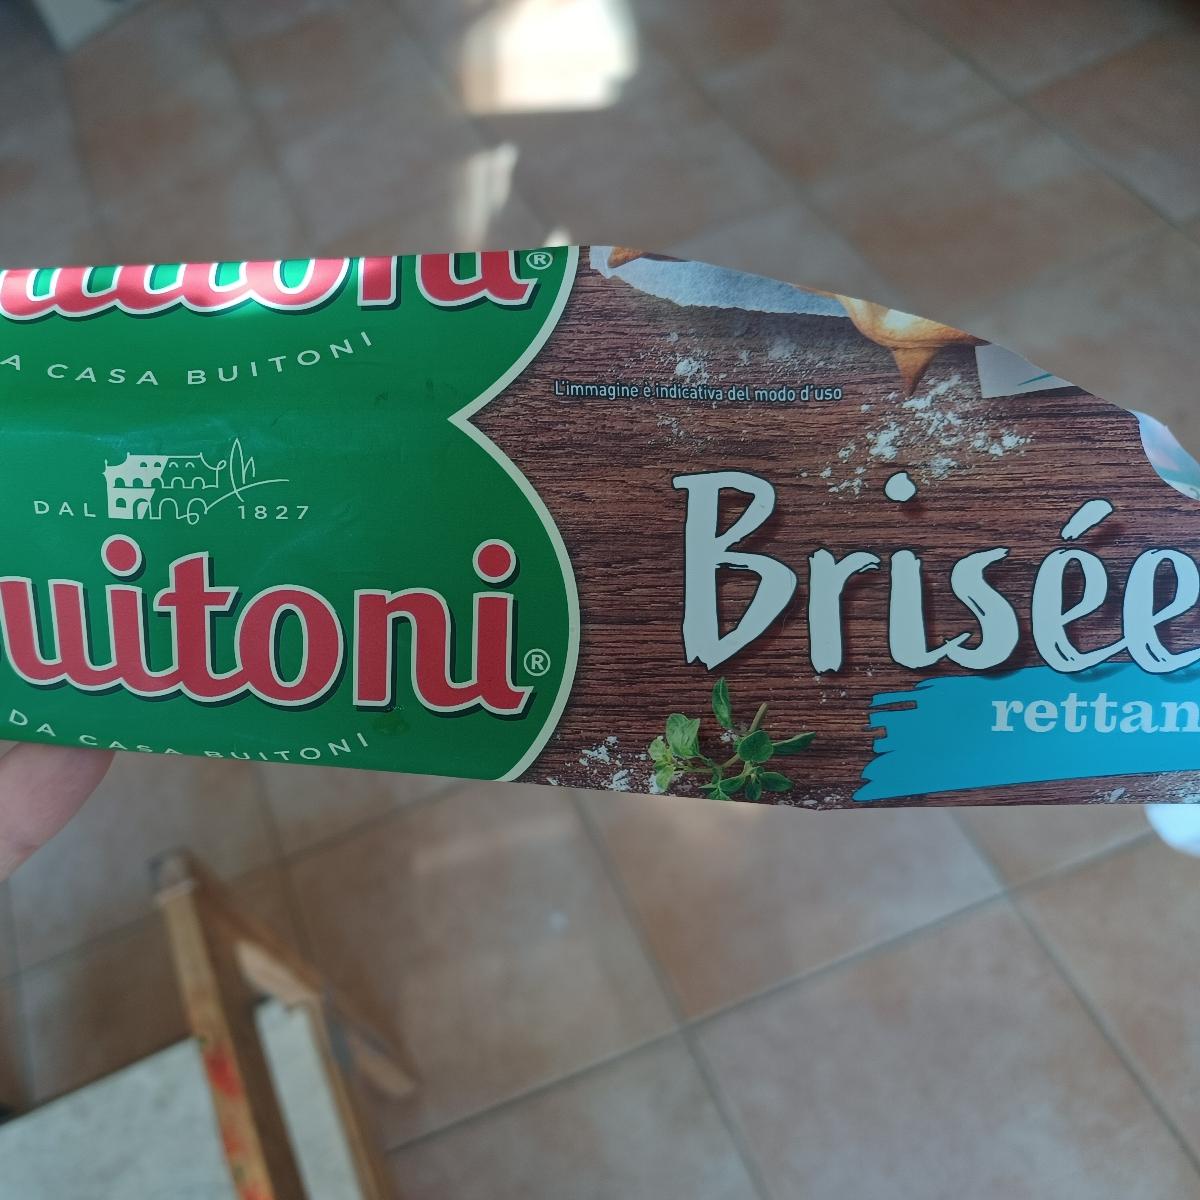 A CASA BUITONI
L'immagine è indicativa del modo d'uso
DAL 1827
Brisée
uitoni®
rettan
DA CASA BUITONI